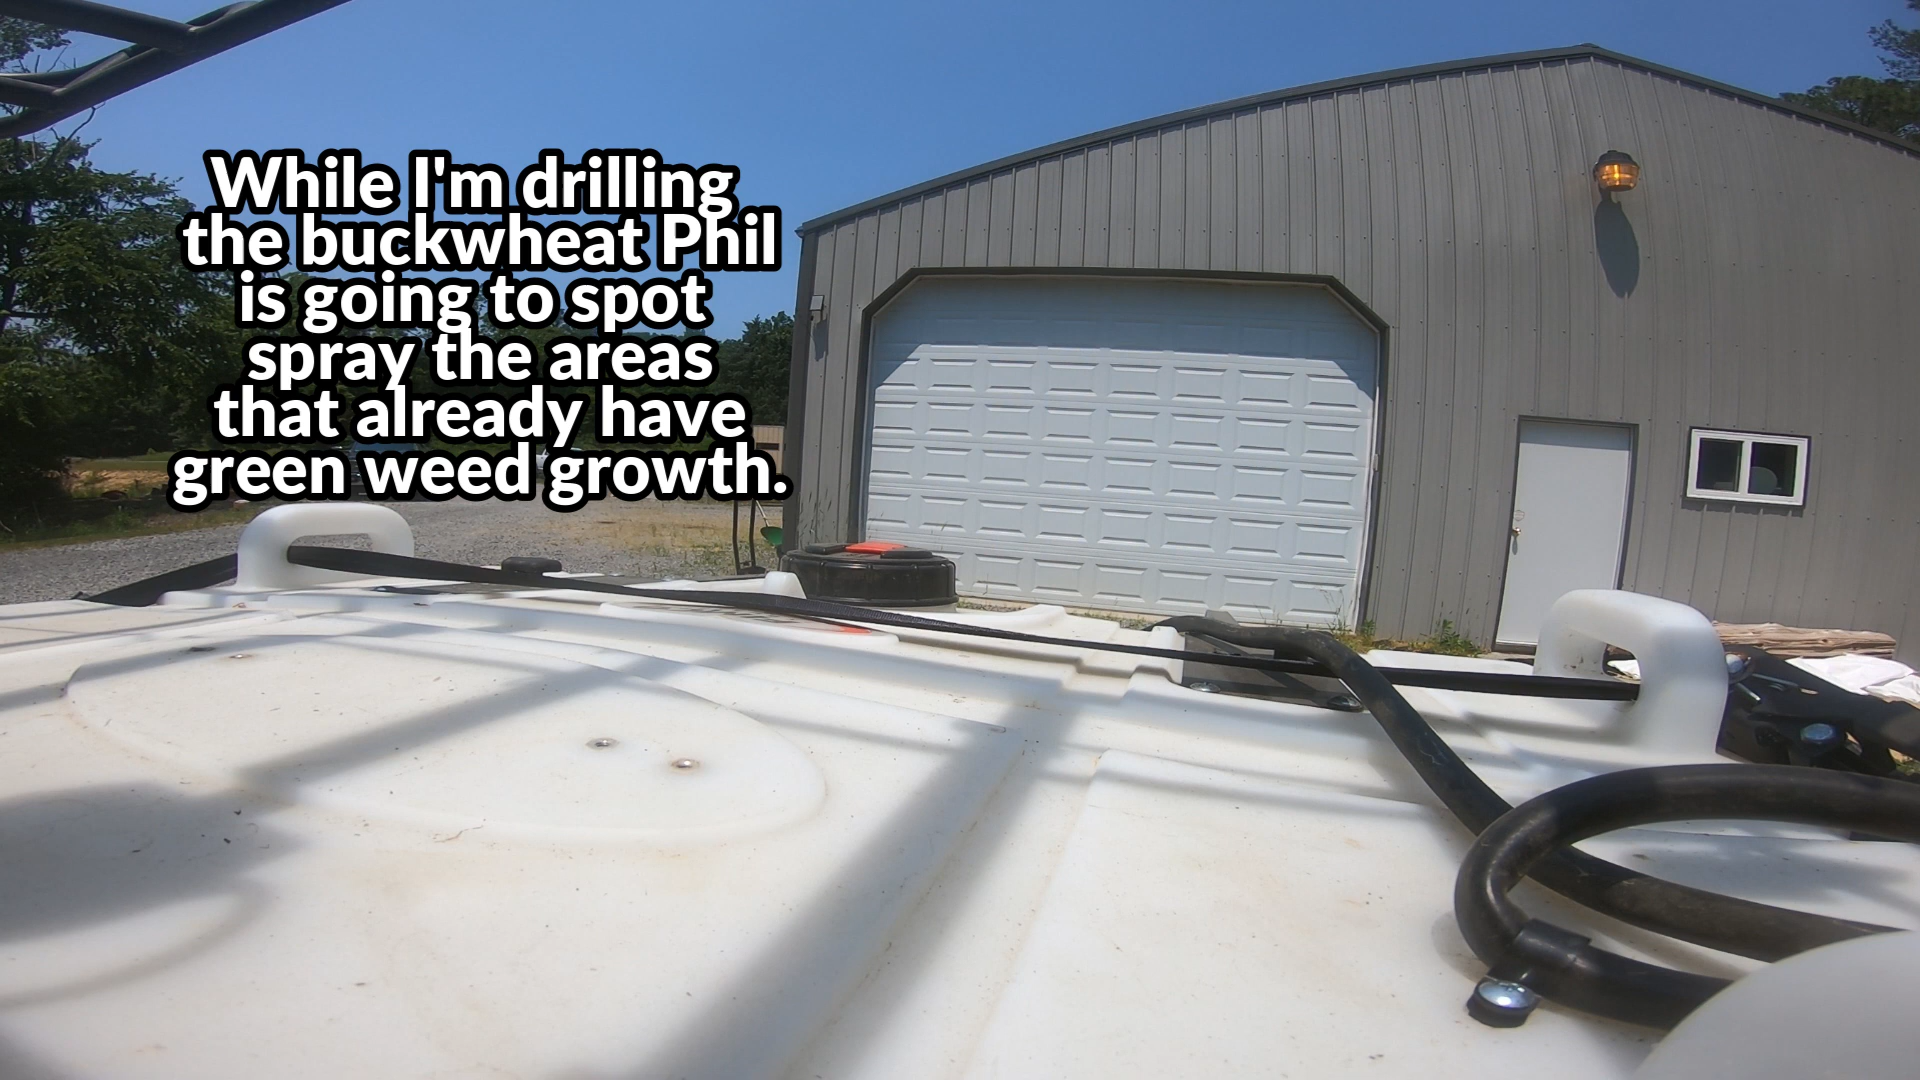 While I'm drilling
the buckwheat Phil
is going to spot
spray the areas
that already have
green weed growth.